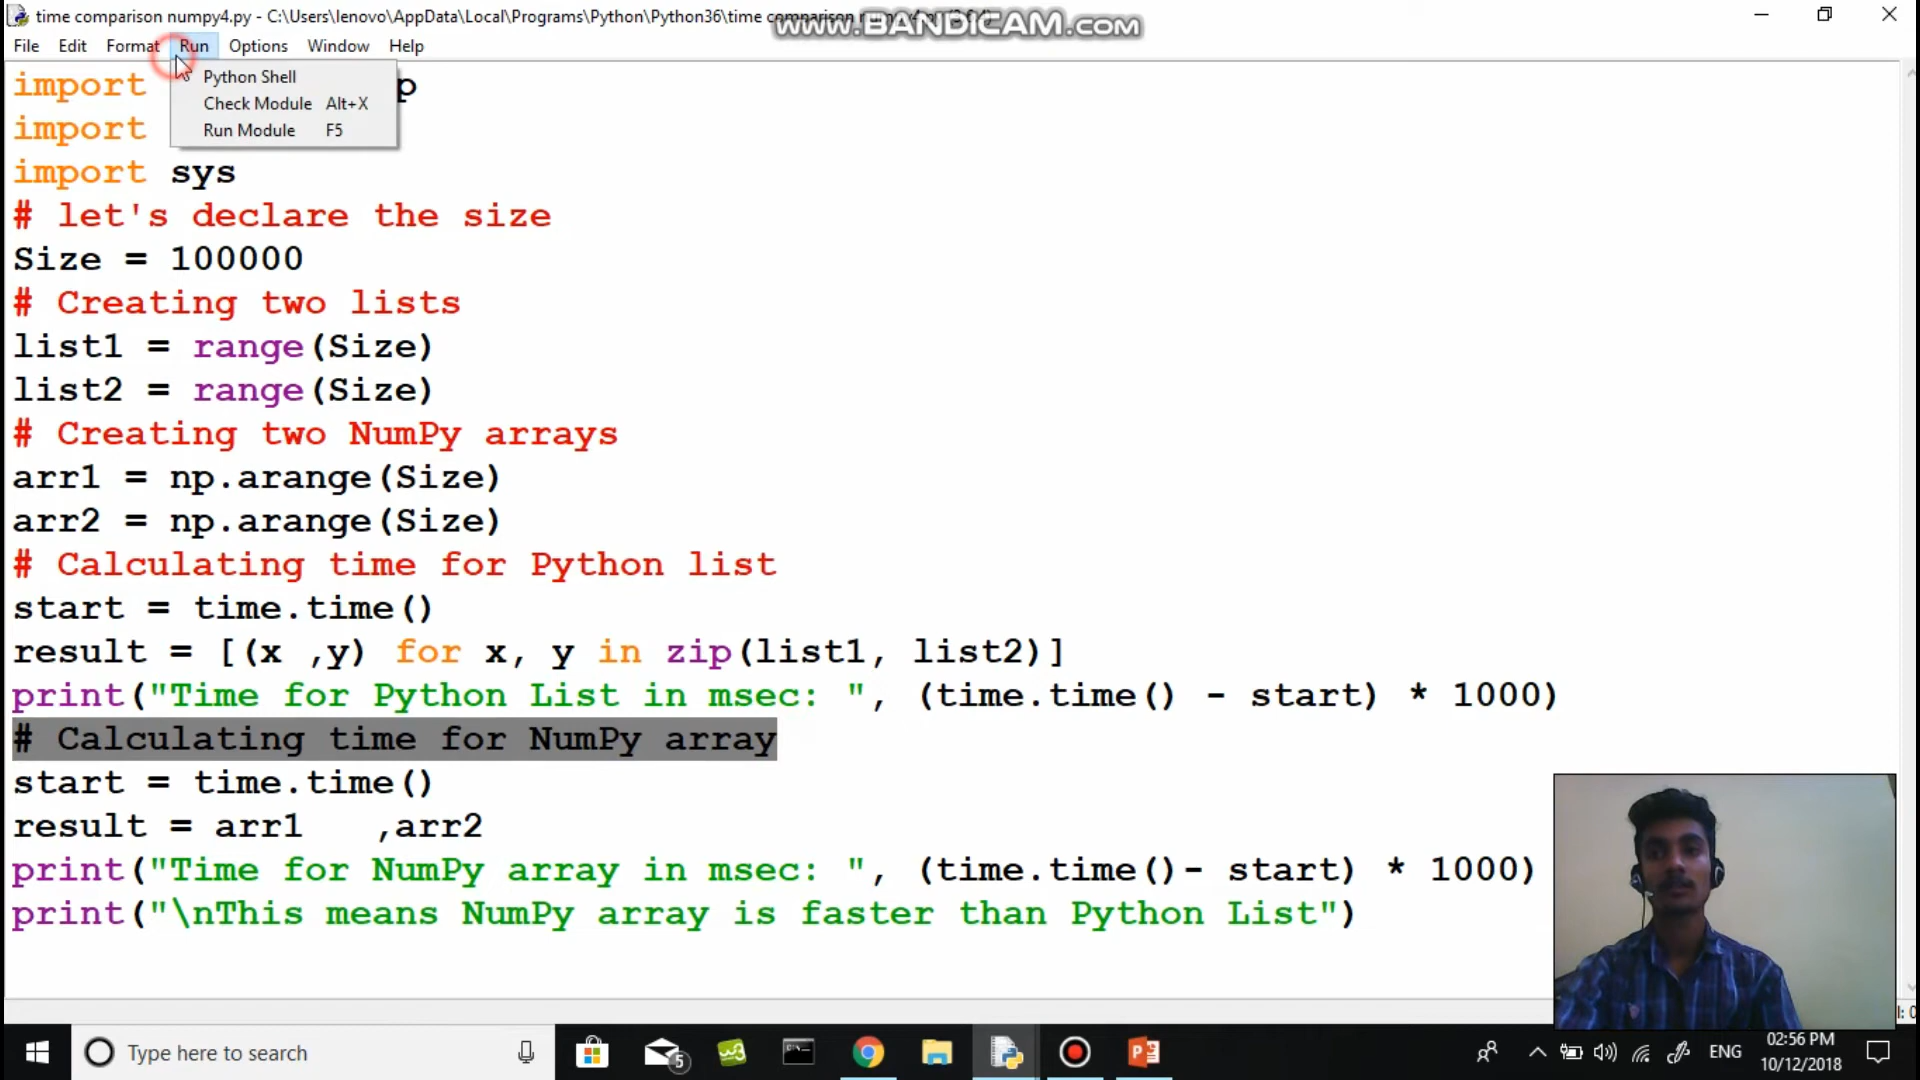 time comparison numpy4.py - C:\Users\lenovo\AppData\Local\Programs\Python\Python36\time comparison
www.BANDICAM.com
File Edit Format Run Options Window Help
Python Shell
Check Module Alt+X
Run Module F5
import p
import
import sys
# let's declare the size
Size = 100000
# Creating two lists
list1 = range(Size)
list2 = range(Size)
# Creating two NumPy arrays
arr1 = np.arange(Size)
arr2 = np.arange(Size)
# Calculating time for Python list
start = time.time()
result = [(x ,y) for x, y in zip(list1, list2)]
print("Time for Python List in msec: ", (time.time() - start) * 1000)
# Calculating time for NumPy array
start = time.time()
result = arr1   ,arr2
print("Time for NumPy array in msec: ", (time.time()- start) * 1000)
print("\nThis means NumPy array is faster than Python List")
Type here to search
5
w3
ENG
02:56 PM
10/12/2018